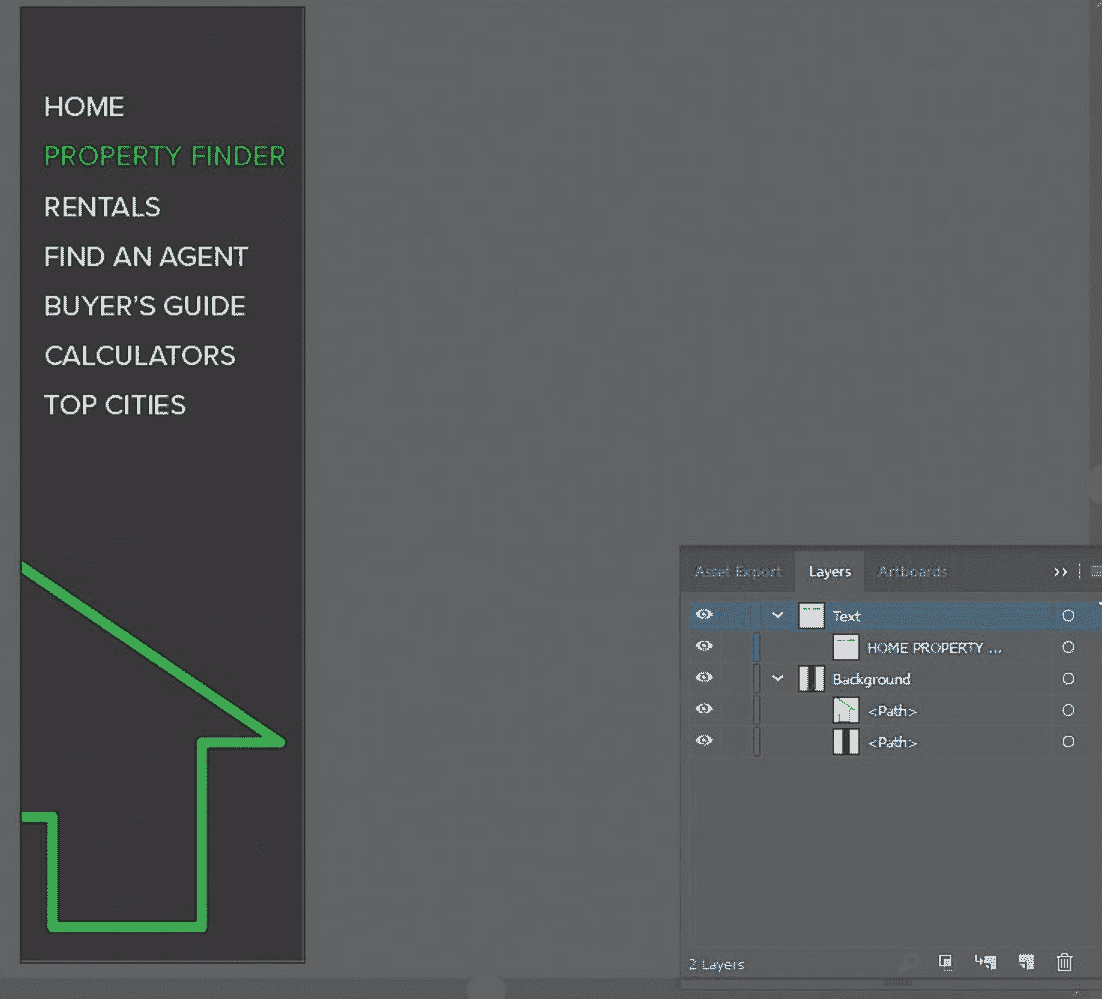 HOME
PROPERTY FINDER
RENTALS
FIND AN AGENT
BUYER’S GUIDE
CALCULATORS
TOP CITIES
Asset Export Layers Artboards
Text
HOME PROPERTY ...
Background
<Path>
<Path>
2 Layers